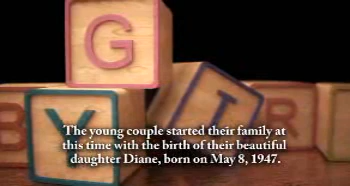 G
B Y I R
The young couple started their family at
this time with the birth of their beautiful
daughter Diane, born on May 8, 1947.